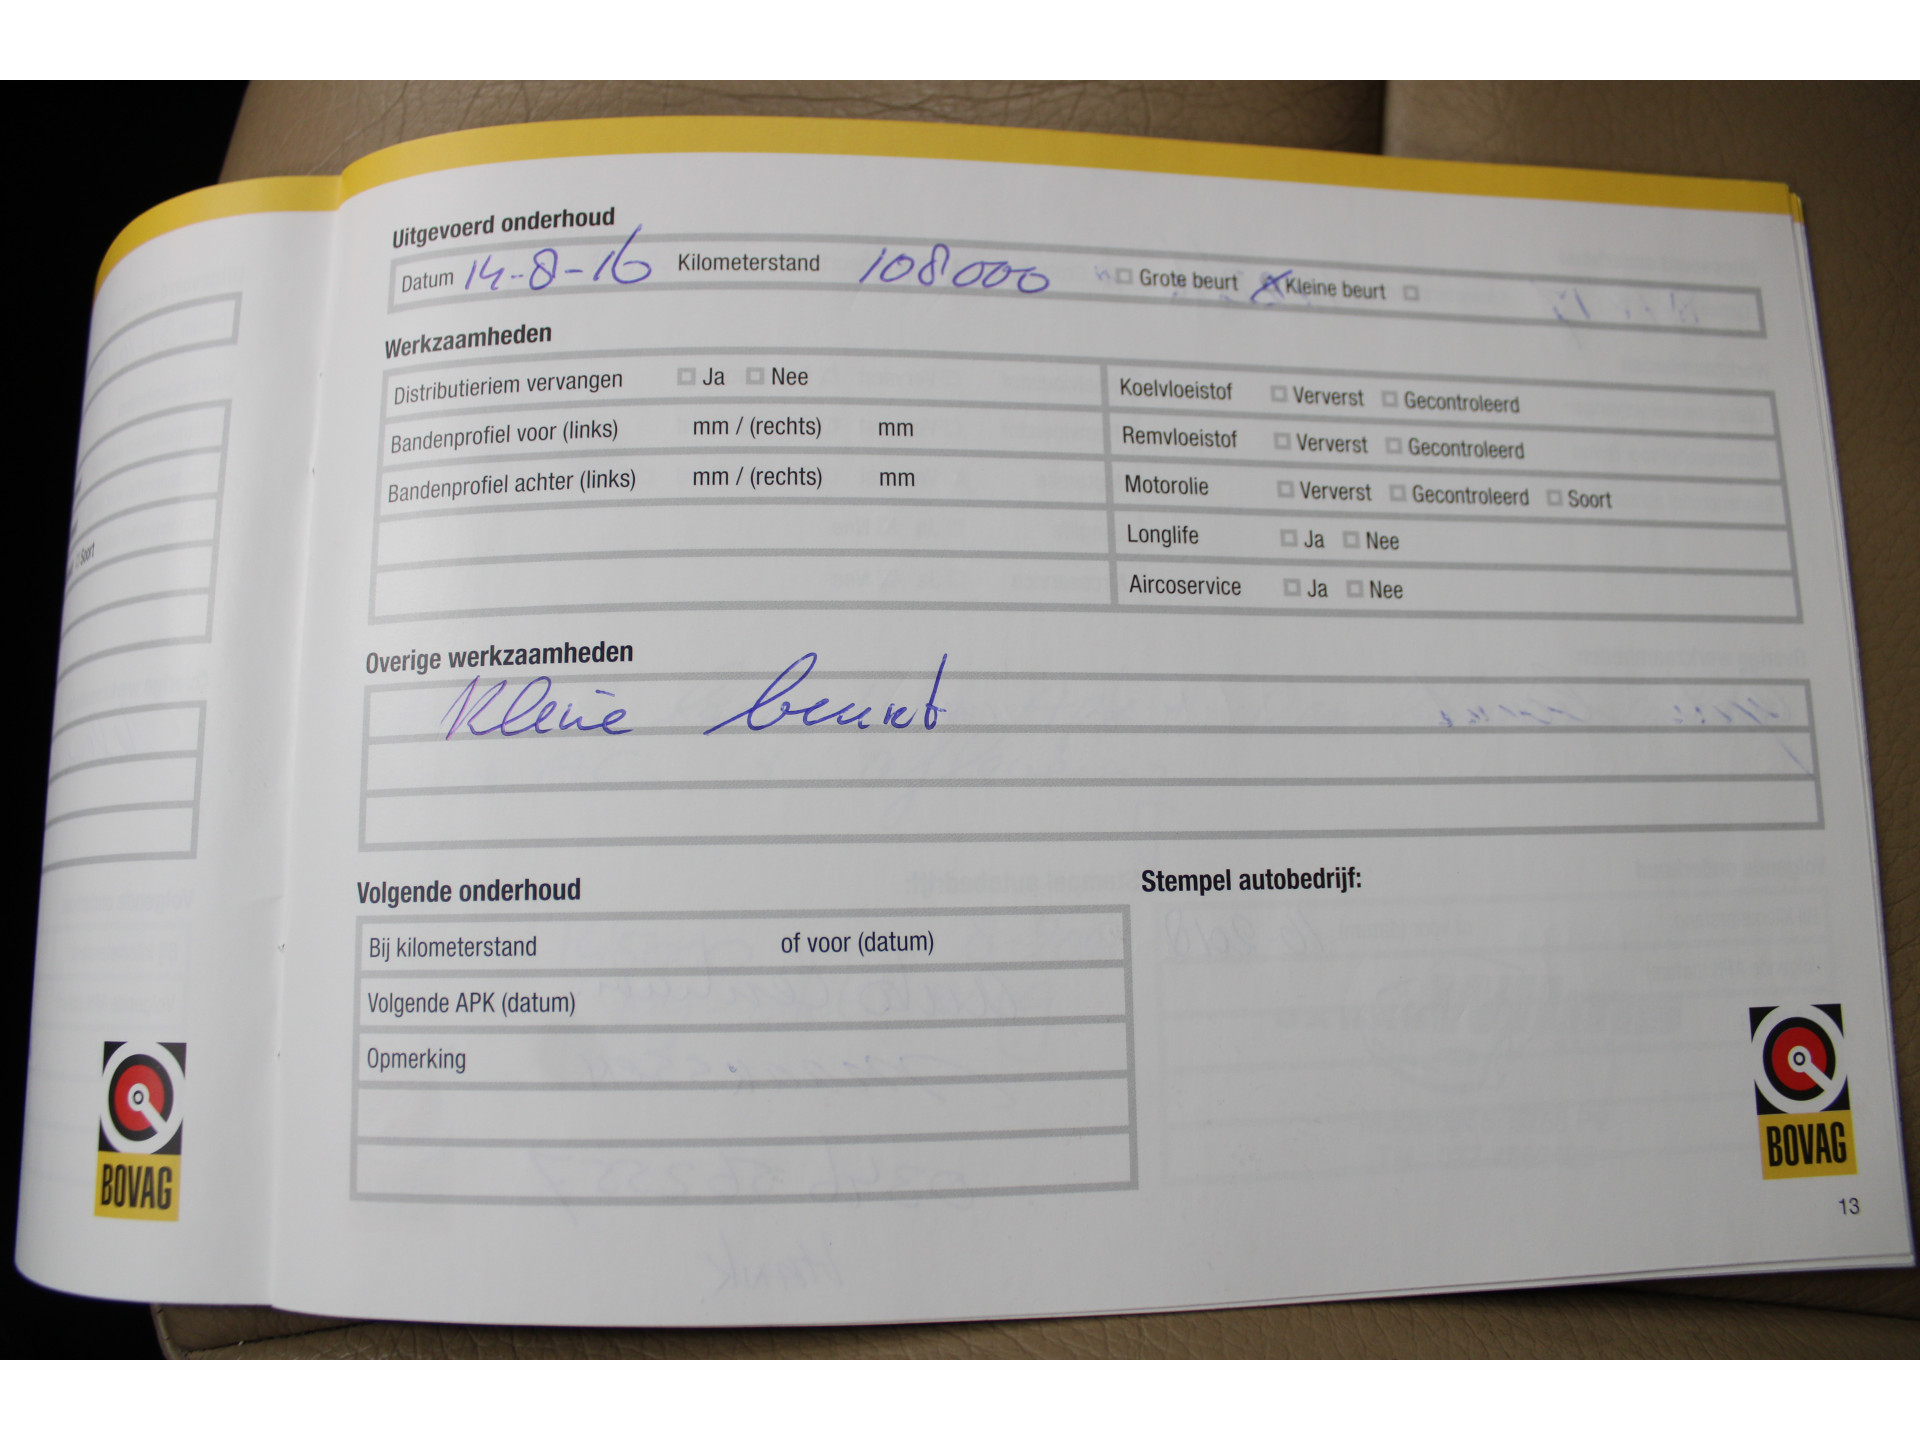 Uitgevoerd onderhoud
Datum 14-8-16 Kilometerstand 108000 Grote beurt Kleine beurt
Werkzaamheden
Distributieriem vervangen Ja Nee
Bandenprofiel voor (links) mm / (rechts) mm
Bandenprofiel achter (links) mm / (rechts) mm
Koelvloeistof Ververst Gecontroleerd
Remvloeistof Ververst Gecontroleerd
Motorolie Ververst Gecontroleerd Soort
Longlife Ja Nee
Aircoservice Ja Nee
Soort
Overige werkzaamheden
Kleine beurt
Volgende onderhoud
Bij kilometerstand of voor (datum)
Volgende APK (datum)
Opmerking
Stempel autobedrijf:
BOVAG
BOVAG
13